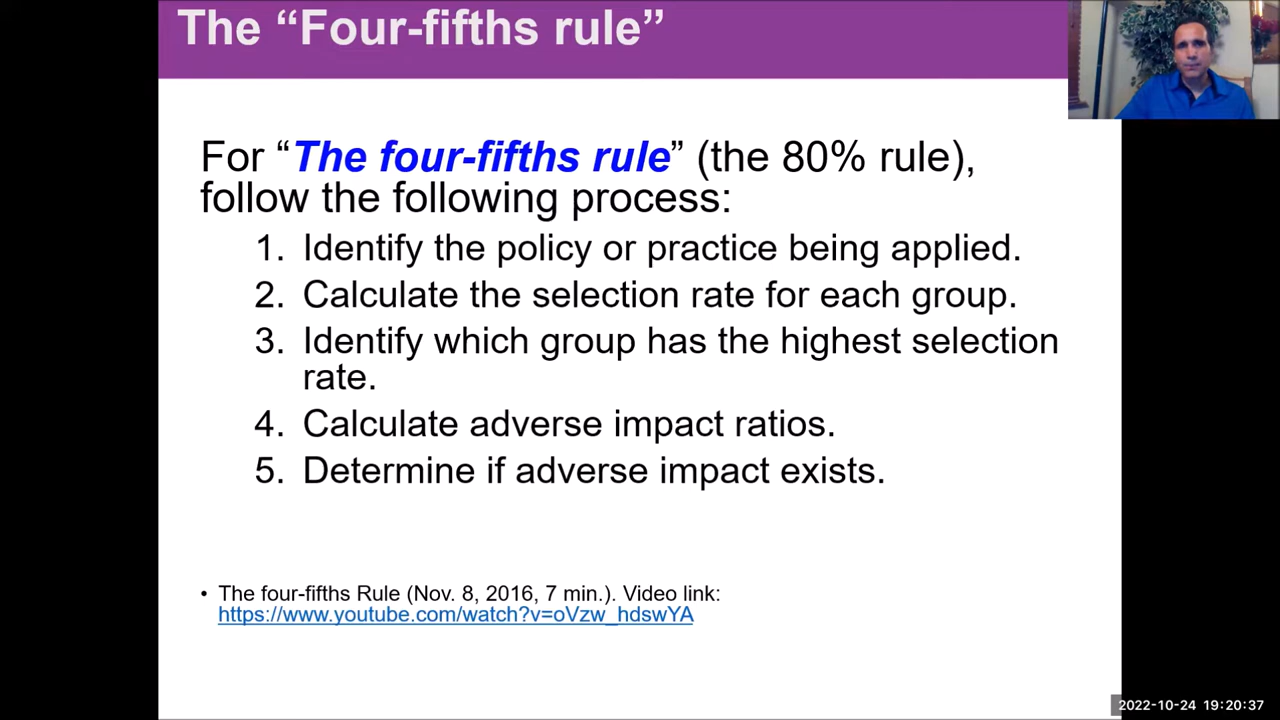 The “Four-fifths rule”
For “The four-fifths rule” (the 80% rule),
follow the following process:
1. Identify the policy or practice being applied.
2. Calculate the selection rate for each group.
3. Identify which group has the highest selection
rate.
4. Calculate adverse impact ratios.
5. Determine if adverse impact exists.
• The four-fifths Rule (Nov. 8, 2016, 7 min.). Video link:
https://www.youtube.com/watch?v=oVzw_hdswYA
2022-10-24 19:20:37